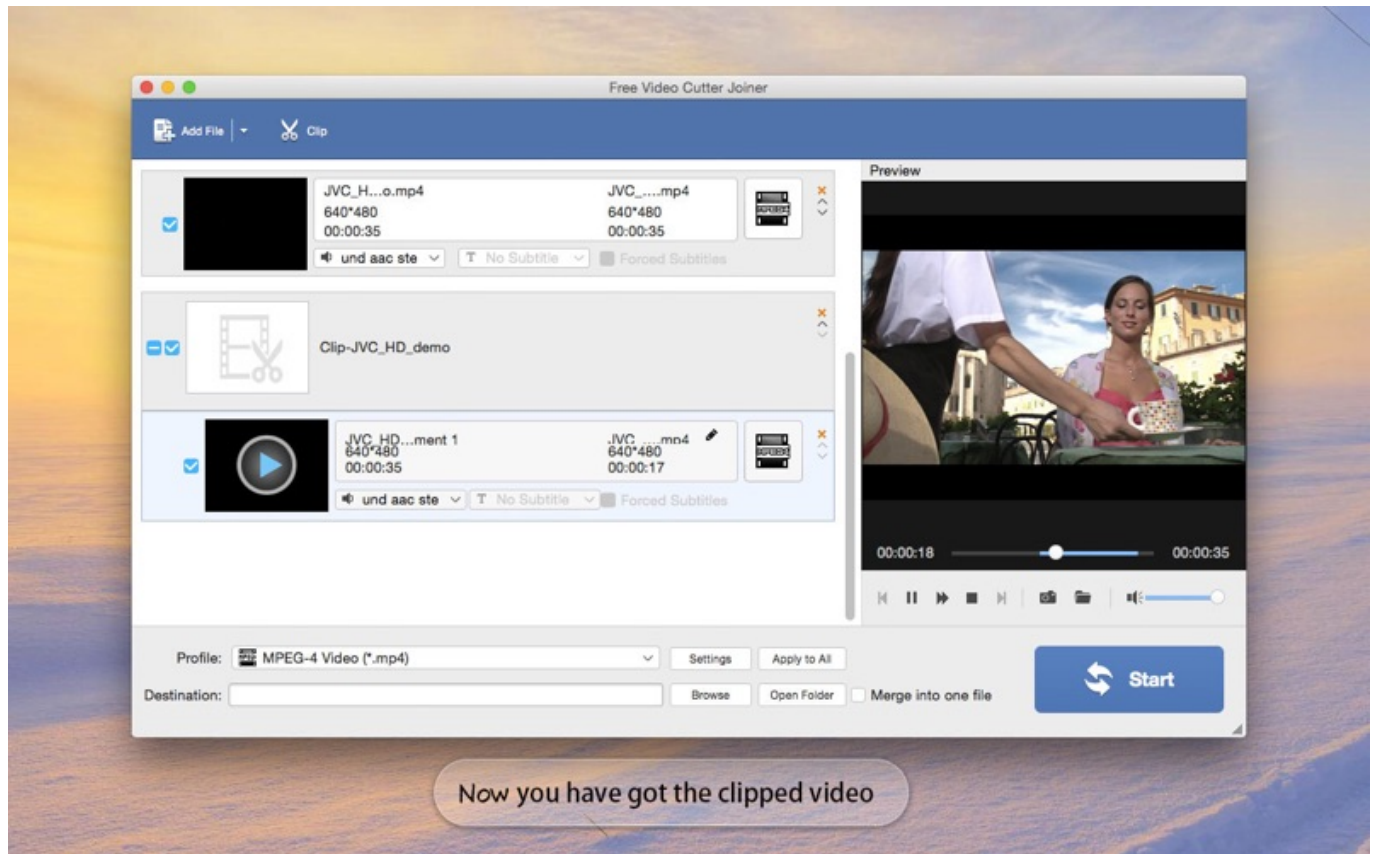 Free Video Cutter Joiner
Add File Clip
Preview
JVC_H...o.mp4 JVC_....mp4
640*480 640*480
00:00:35 00:00:35
und aac ste T No Subtitle Forced Subtitles
Clip-JVC_HD_demo
JVC_HD...ment 1 JVC_....mp4
640*480 640*480
00:00:35 00:00:17
und aac ste T No Subtitle Forced Subtitles
00:00:18 00:00:35
Profile: MPEG-4 Video (*.mp4) Settings Apply to All
Destination: Browse Open Folder Merge into one file
Start
Now you have got the clipped video